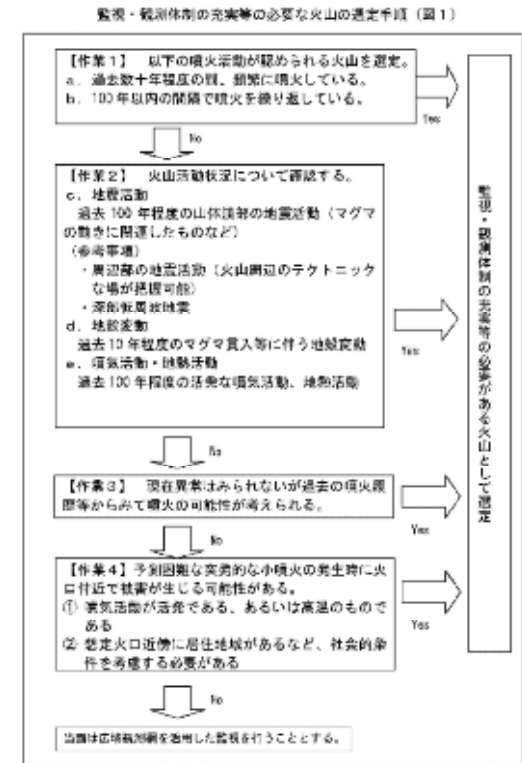 監視・観測体制の充実等の必要な火山の選定手順（図１）
【作業１】　以下の噴火活動が認められる火山を選定。
a．過去数十年程度の間、頻繁に噴火している。
b．100年以内の間隔で噴火を繰り返している。
Yes
No
【作業２】　火山活動状況について確認する。
c．地震活動
過去 100 年程度の山体浅部の地震活動（マグマ
の動きに関連したものなど）
（参考事項）
・周辺部の地震活動（火山周辺のテクトニック
な場が把握可能）
・深部低周波地震
d．地殻変動
過去 10 年程度のマグマ貫入等に伴う地殻変動
e．噴気活動・地熱活動
過去 100 年程度の活発な噴気活動、地熱活動
Yes
No
【作業３】　現在異常はみられないが過去の噴火履
歴等からみて噴火の可能性が考えられる。
Yes
No
【作業４】予測困難な突発的な小噴火の発生時に火
口付近で被害が生じる可能性がある。
① 噴気活動が活発である、あるいは高温のもので
ある
② 想定火口近傍に居住地域があるなど、社会的条
件を考慮する必要がある
Yes
No
当面は広域観測網を活用した監視を行うこととする。
監視・観測体制の充実等の必要がある火山として選定